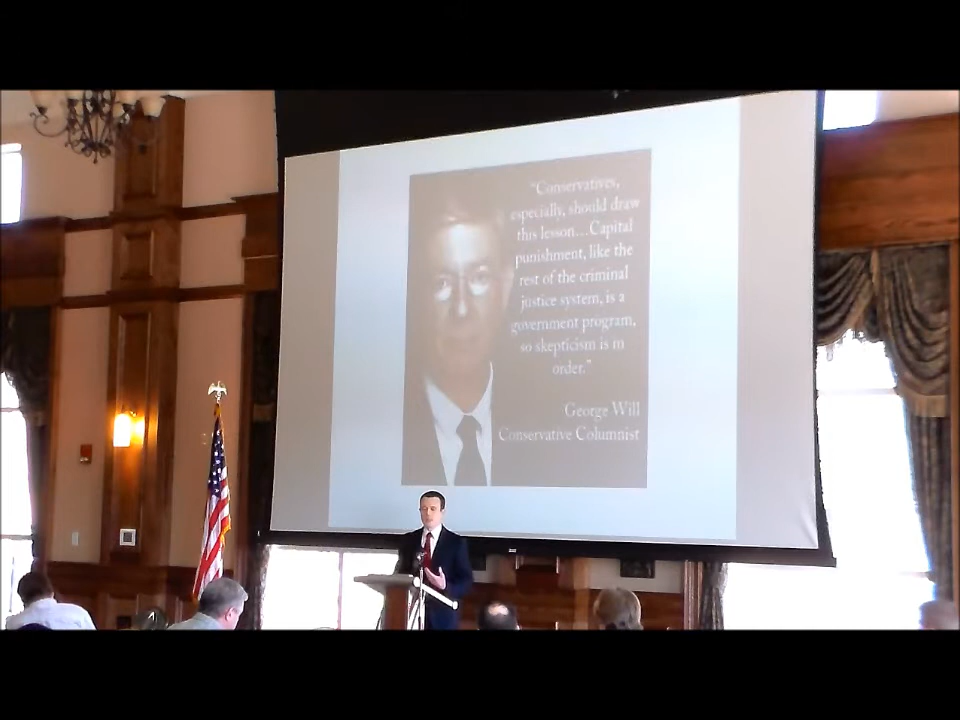 "Conservatives,
especially, should draw
this lesson...Capital
punishment, like the
rest of the criminal
justice system, is a
government program,
so skepticism is in
order."
George Will
Conservative Columnist